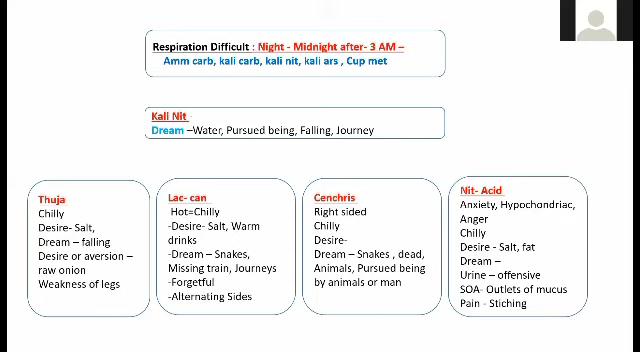 Respiration Difficult : Night - Midnight after- 3 AM –
Amm carb, kali carb, kali nit, kali ars , Cup met
Kali Nit
Dream –Water, Pursued being, Falling, Journey
Thuja
Chilly
Desire- Salt,
Dream – falling
Desire or aversion –
raw onion
Weakness of legs
Lac- can
Hot=Chilly
-Desire- Salt, Warm
drinks
-Dream – Snakes,
Missing train, Journeys
-Forgetful
-Alternating Sides
Cenchris
Right sided
Chilly
Desire-
Dream – Snakes , dead,
Animals, Pursued being
by animals or man
Nit- Acid
Anxiety, Hypochondriac,
Anger
Chilly
Desire - Salt, fat
Dream –
Urine – offensive
SOA- Outlets of mucus
Pain - Stiching